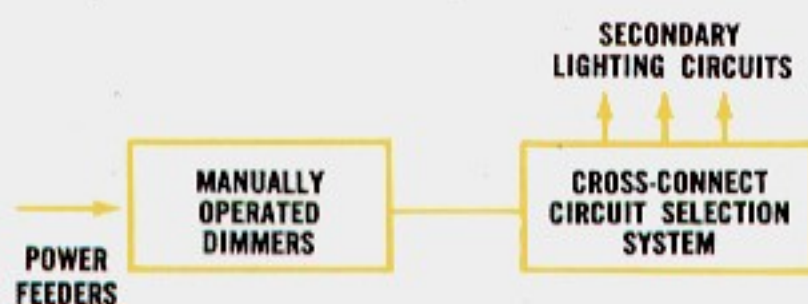 SECONDARY
LIGHTING CIRCUITS
MANUALLY
OPERATED
DIMMERS
CROSS-CONNECT
CIRCUIT SELECTION
SYSTEM
POWER
FEEDERS